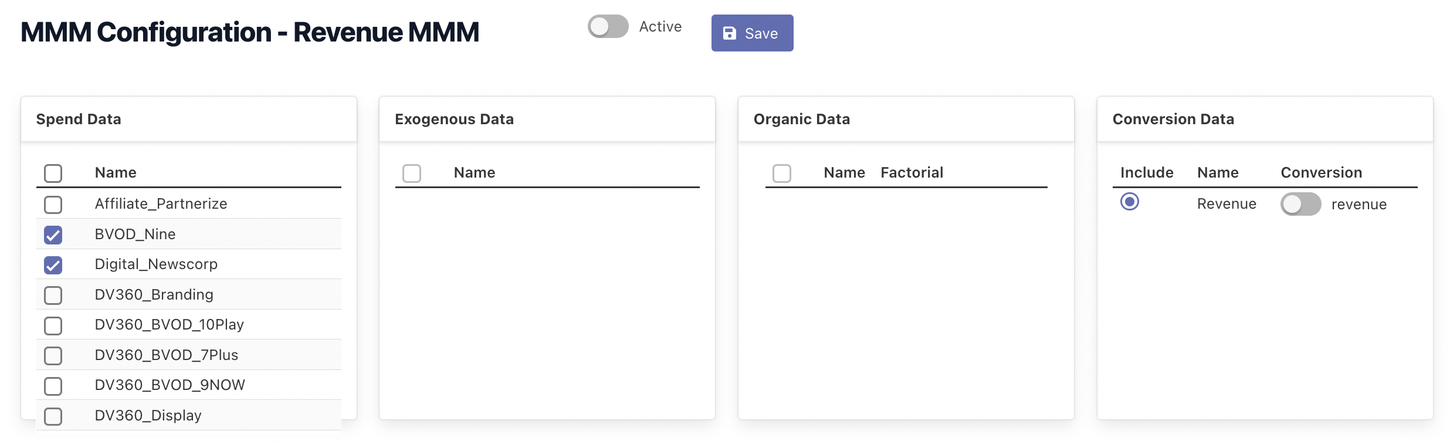 MMM Configuration - Revenue MMM
Active
Save
Spend Data
Name
Affiliate_Partnerize
BVOD_Nine
Digital_Newscorp
DV360_Branding
DV360_BVOD_10Play
DV360_BVOD_7Plus
DV360_BVOD_9NOW
DV360_Display
Exogenous Data
Name
Organic Data
Name Factorial
Conversion Data
Include Name Conversion
Revenue revenue